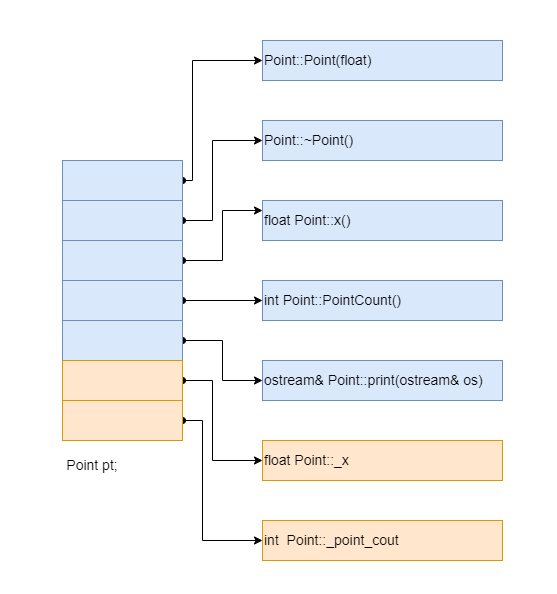 Point::Point(float)
Point::~Point()
float Point::x()
int Point::PointCount()
ostream& Point::print(ostream& os)
float Point::_x
Point pt;
int  Point::_point_cout